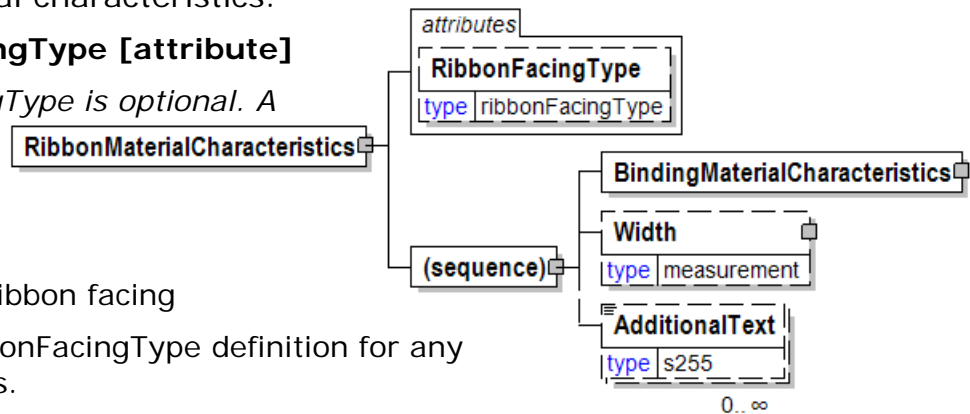 al characteristics.
ngType [attribute]
gType is optional. A
ibbon facing
onFacingType definition for any
s.
attributes
RibbonFacingType
type ribbonFacingType
RibbonMaterialCharacteristics
(sequence)
BindingMaterialCharacteristics
Width
type measurement
AdditionalText
type s255
0.. ∞